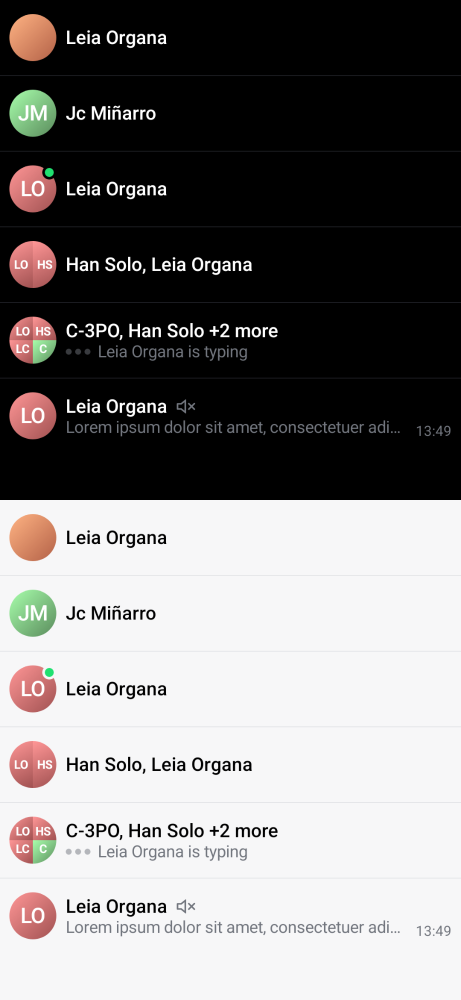 Leia Organa
JM Jc Miñarro
LO Leia Organa
LO HS Han Solo, Leia Organa
LO HS C-3PO, Han Solo +2 more
LC C Leia Organa is typing
LO Leia Organa
Lorem ipsum dolor sit amet, consectetuer adi... 13:49
Leia Organa
JM Jc Miñarro
LO Leia Organa
LO HS Han Solo, Leia Organa
LO HS C-3PO, Han Solo +2 more
LC C Leia Organa is typing
LO Leia Organa
Lorem ipsum dolor sit amet, consectetuer adi... 13:49